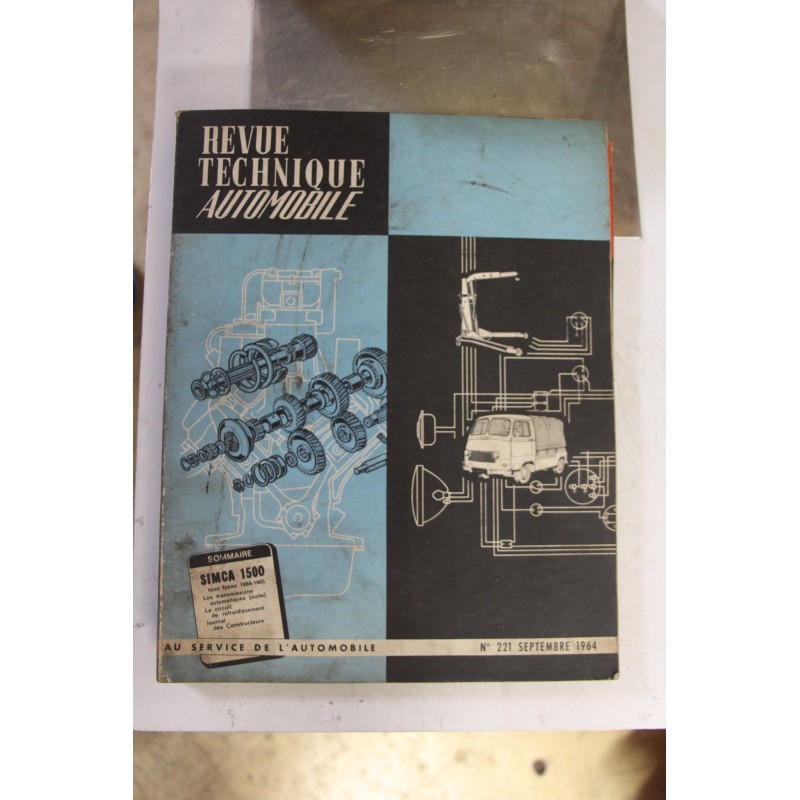 REVUE
TECHNIQUE
AUTOMOBILE
SOMMAIRE
SIMCA 1500
tous types 1964-1965
Les transmissions
automatiques (suite)
Le circuit
de refroidissement
Journal
des Constructeurs
AU SERVICE DE L'AUTOMOBILE
N° 221 SEPTEMBRE 1964